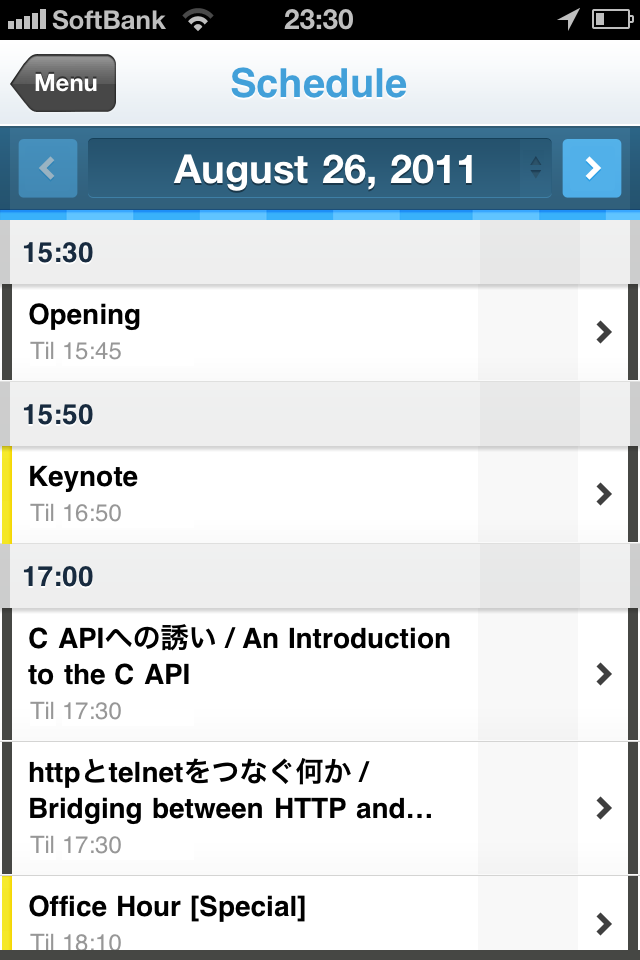 SoftBank 23:30
Menu
Schedule
August 26, 2011
15:30
Opening
Til 15:45
15:50
Keynote
Til 16:50
17:00
C APIへの誘い / An Introduction
to the C API
Til 17:30
httpとtelnetをつなぐ何か /
Bridging between HTTP and...
Til 17:30
Office Hour [Special]
Til 18:10